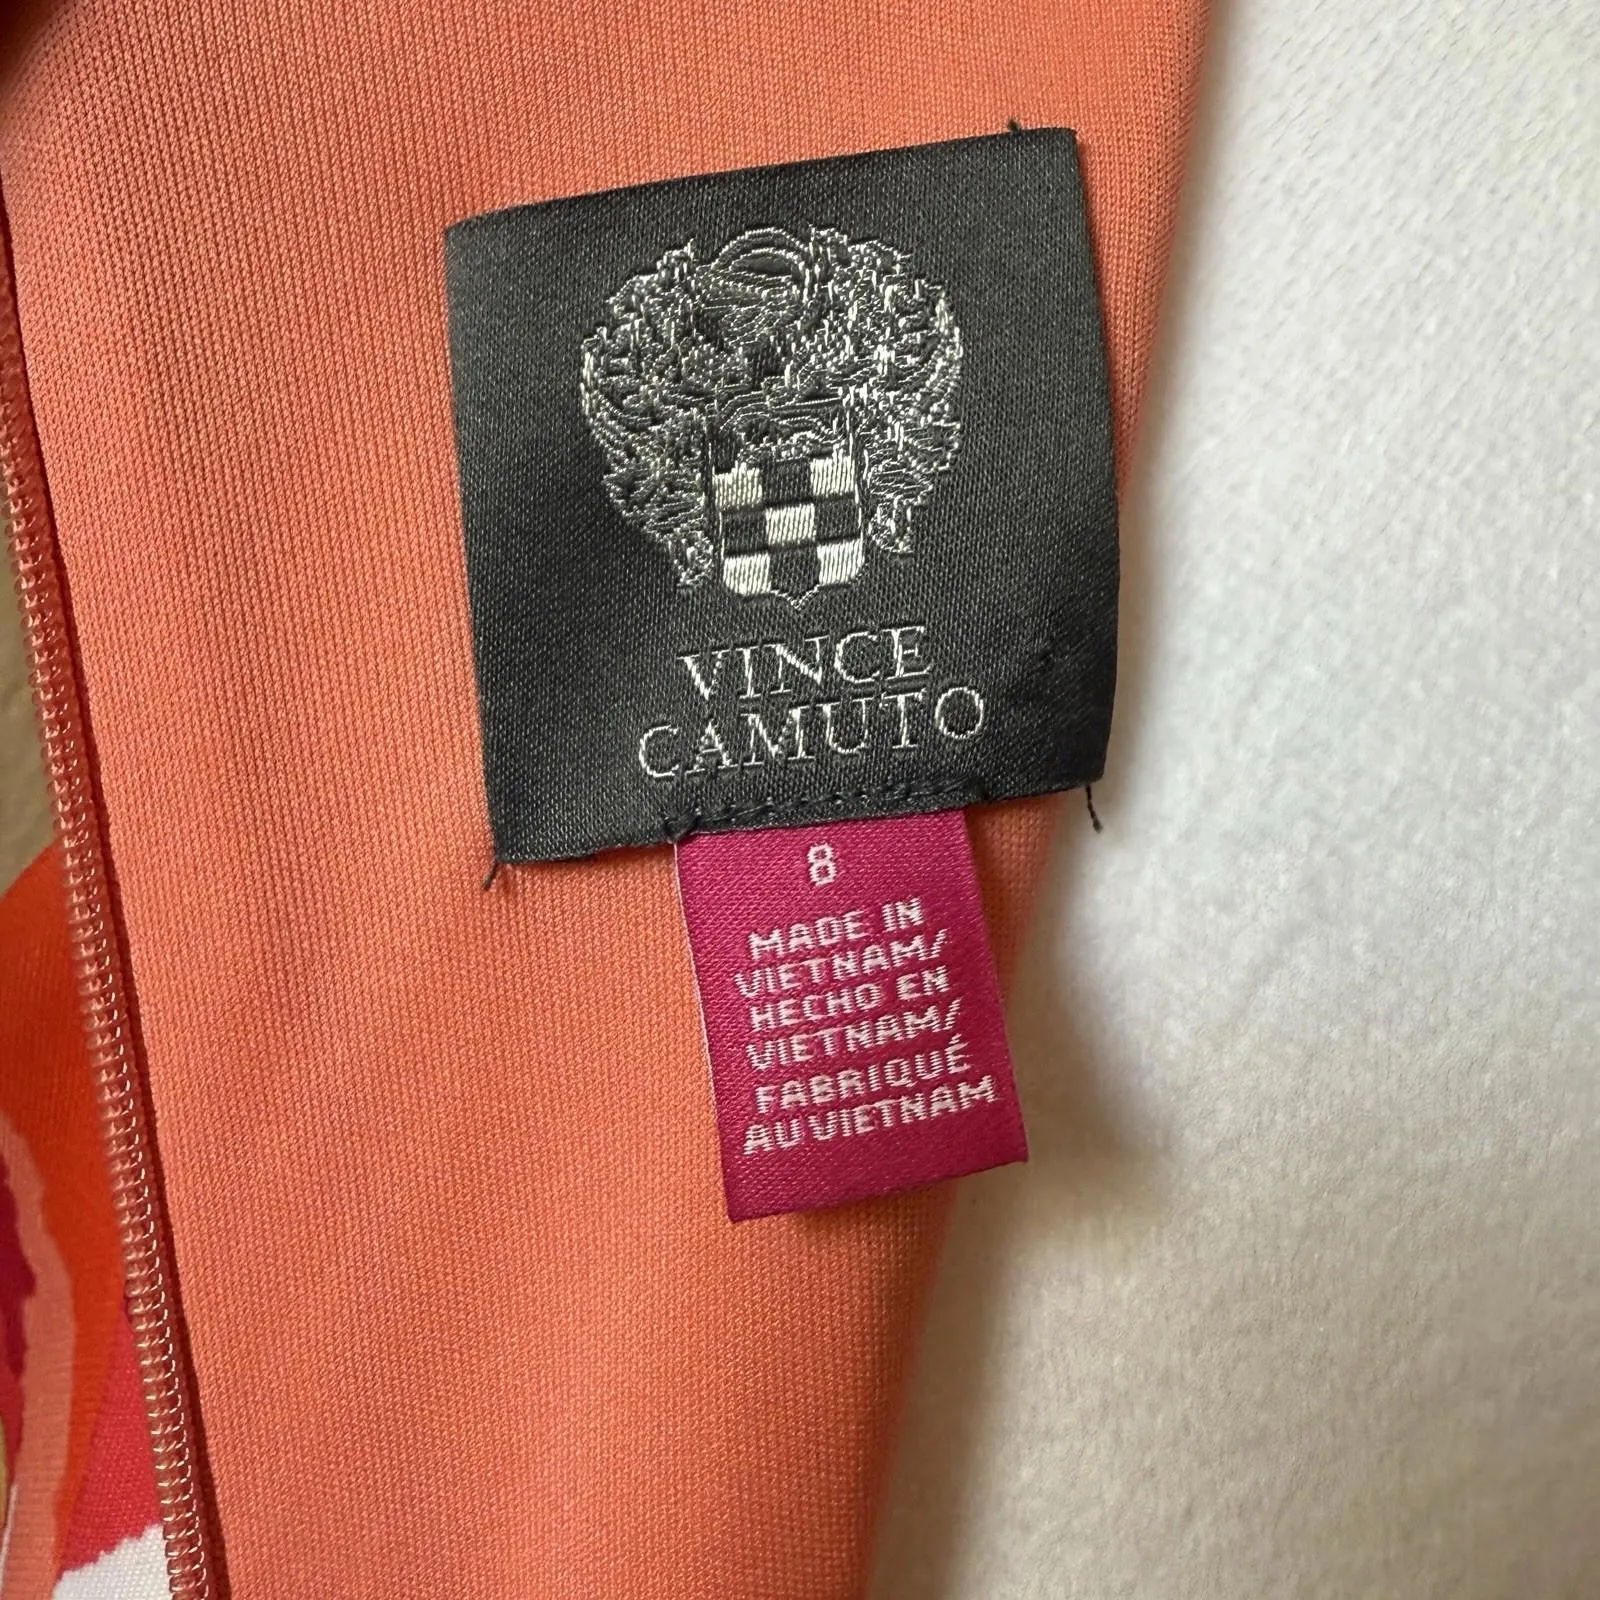 VINCE
CAMUTO
8
MADE IN
VIETNAM/
HECHO EN
VIETNAM/
FABRIQUÉ
AU VIETNAM